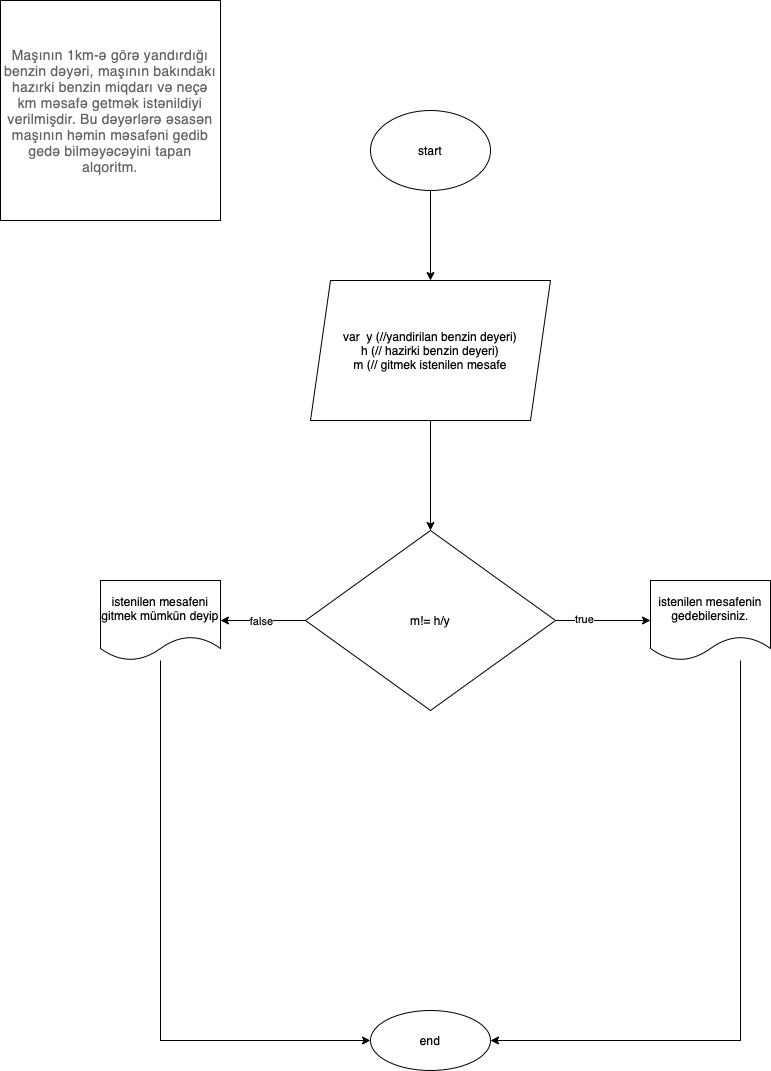 Maşının 1km-ə görə yandırdığı
benzin dəyəri, maşının bakındakı
hazırki benzin miqdarı və neçə
km məsafə getmək istənildiyi
verilmişdir. Bu dəyərlərə əsasən
maşının həmin məsafəni gedib
gedə bilməyəcəyini tapan
alqoritm.
start
var y (//yandirilan benzin deyeri)
h (// hazirki benzin deyeri)
m (// gitmek istenilen mesafe
m!= h/y
false
true
istenilen mesafeni
gitmek mümkün deyip
istenilen mesafenin
gedebilersiniz.
end